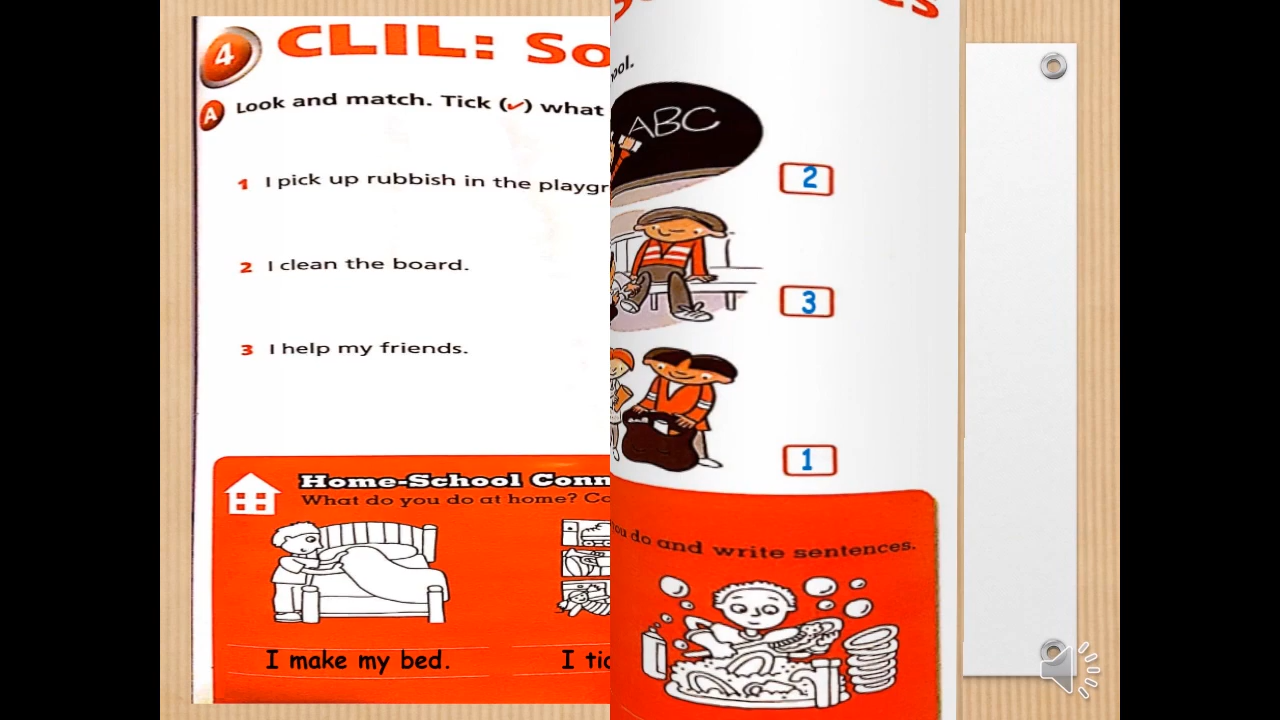 4 CLIL: So
A Look and match. Tick (✓) what
ABC
1 I pick up rubbish in the playgr
2
2 I clean the board.
3
3 I help my friends.
1
Home-School Conn
What do you do at home? Co
ou do and write sentences.
I make my bed.
I tid